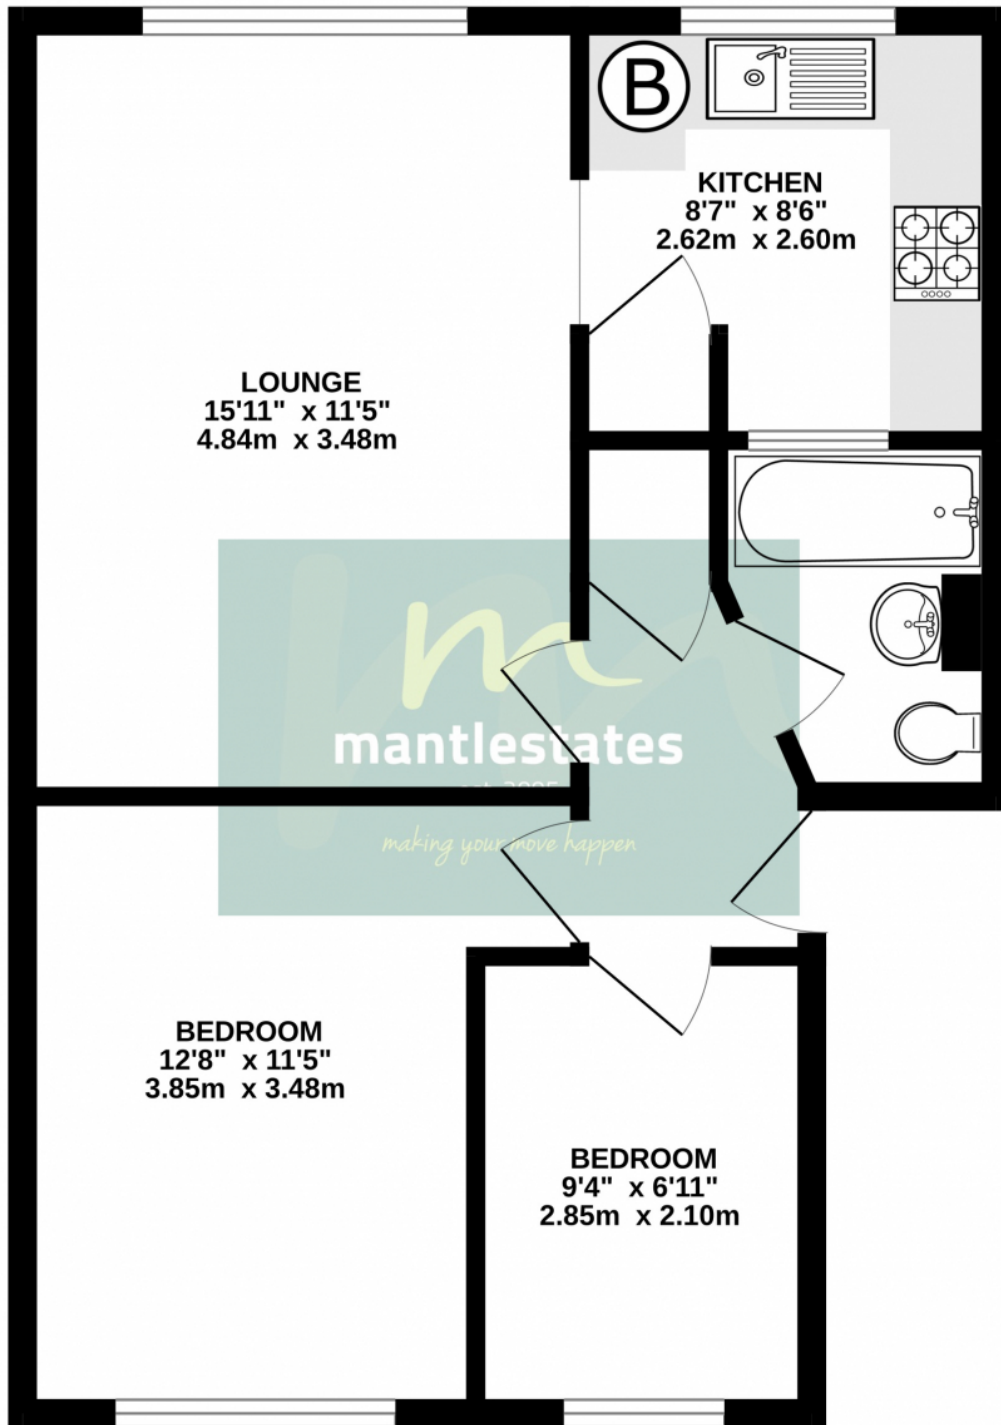 B
KITCHEN
8'7" x 8'6"
2.62m x 2.60m
LOUNGE
15'11" x 11'5"
4.84m x 3.48m
mantlestates
making your move happen
BEDROOM
12'8" x 11'5"
3.85m x 3.48m
BEDROOM
9'4" x 6'11"
2.85m x 2.10m